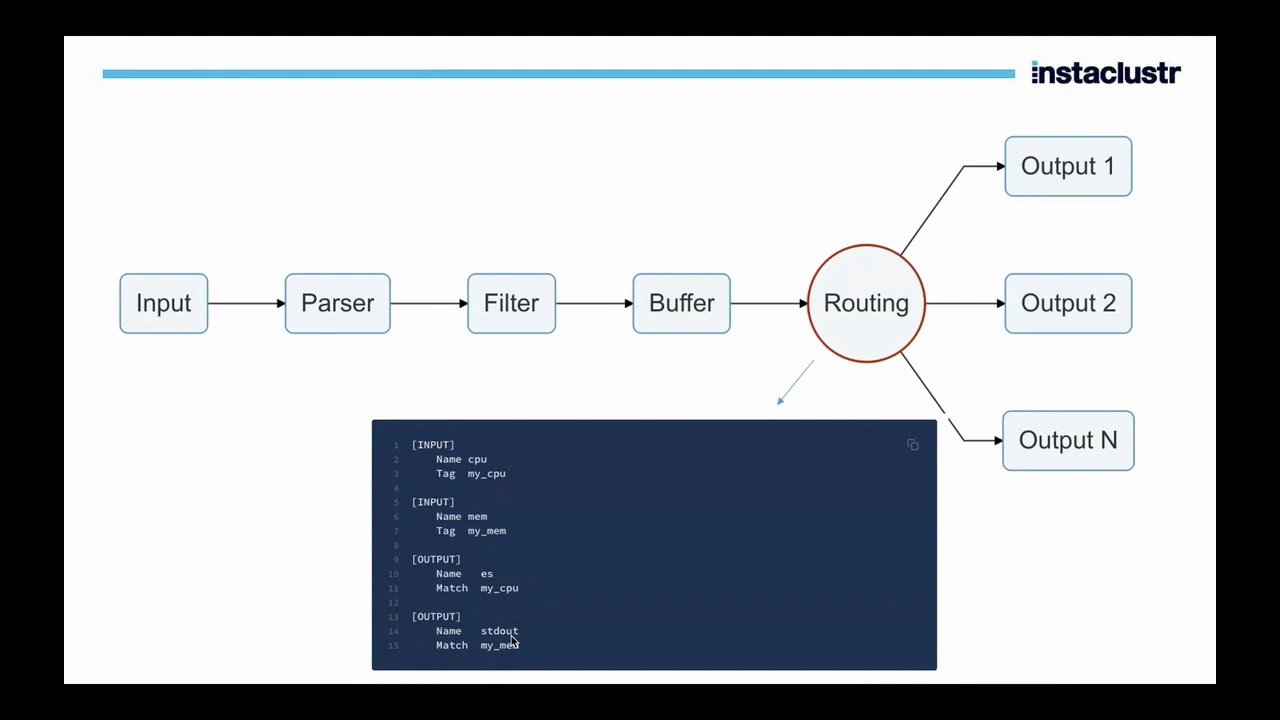 instaclustr
Output 1
Input
Parser
Filter
Buffer
Routing
Output 2
Output N
1 [INPUT]
2 Name cpu
3 Tag my_cpu
4
5 [INPUT]
6 Name mem
7 Tag my_mem
8
9 [OUTPUT]
10 Name es
11 Match my_cpu
12
13 [OUTPUT]
14 Name stdout
15 Match my_mem